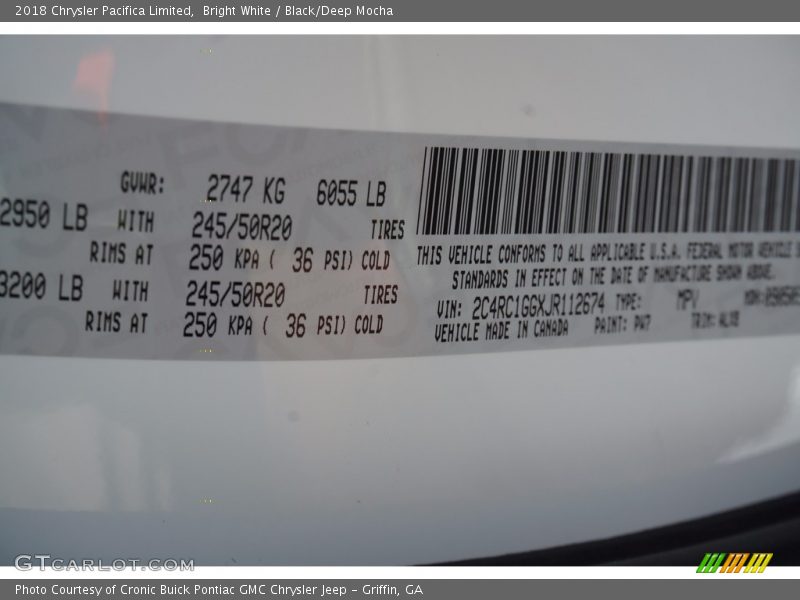 2018 Chrysler Pacifica Limited, Bright White / Black/Deep Mocha
GVWR: 2747 KG 6055 LB
2950 LB WITH 245/50R20 TIRES
RIMS AT 250 KPA ( 36 PSI) COLD
3200 LB WITH 245/50R20 TIRES
RIMS AT 250 KPA ( 36 PSI) COLD
THIS VEHICLE CONFORMS TO ALL APPLICABLE U.S.A. FEDERAL MOTOR VEHICLE S
STANDARDS IN EFFECT ON THE DATE OF MANUFACTURE SHOWN ABOVE.
VIN: 2C4RC1GGXJR112674 TYPE: MPV MDH:
VEHICLE MADE IN CANADA PAINT: PW7 TRIM:
GTCARLOT.COM
Photo Courtesy of Cronic Buick Pontiac GMC Chrysler Jeep - Griffin, GA